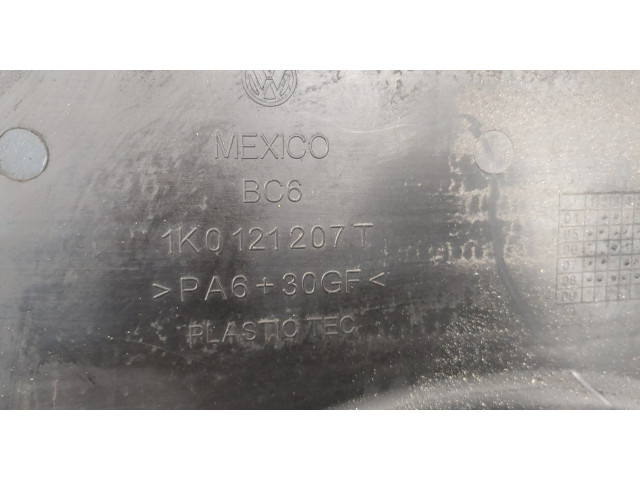 MEXICO
BC6
1K0 121 207 T
>PA6+30GF<
PLASTIC TEC